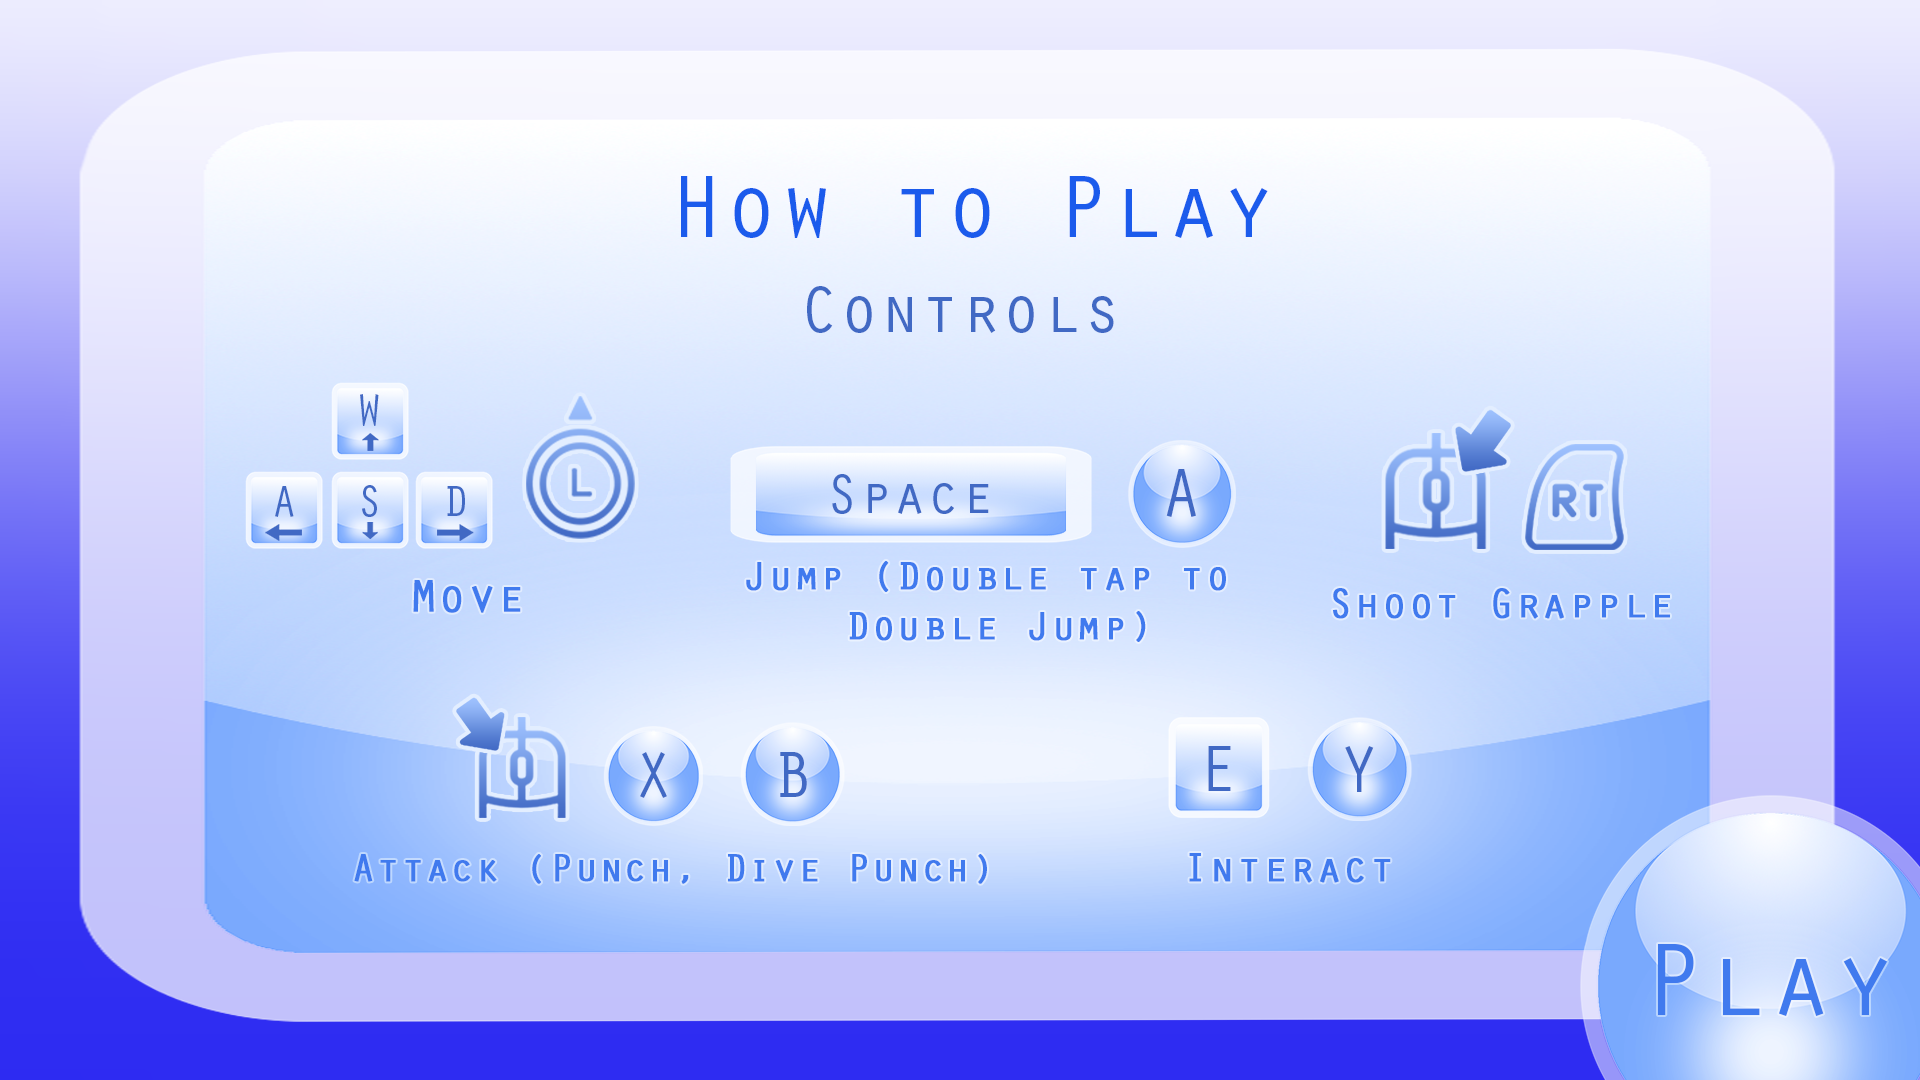 How to Play
Controls
W
A S D
L
Space
A
RT
Move
Jump (Double tap to
Double Jump)
Shoot Grapple
X B
E Y
Attack (Punch, Dive Punch)
Interact
Play